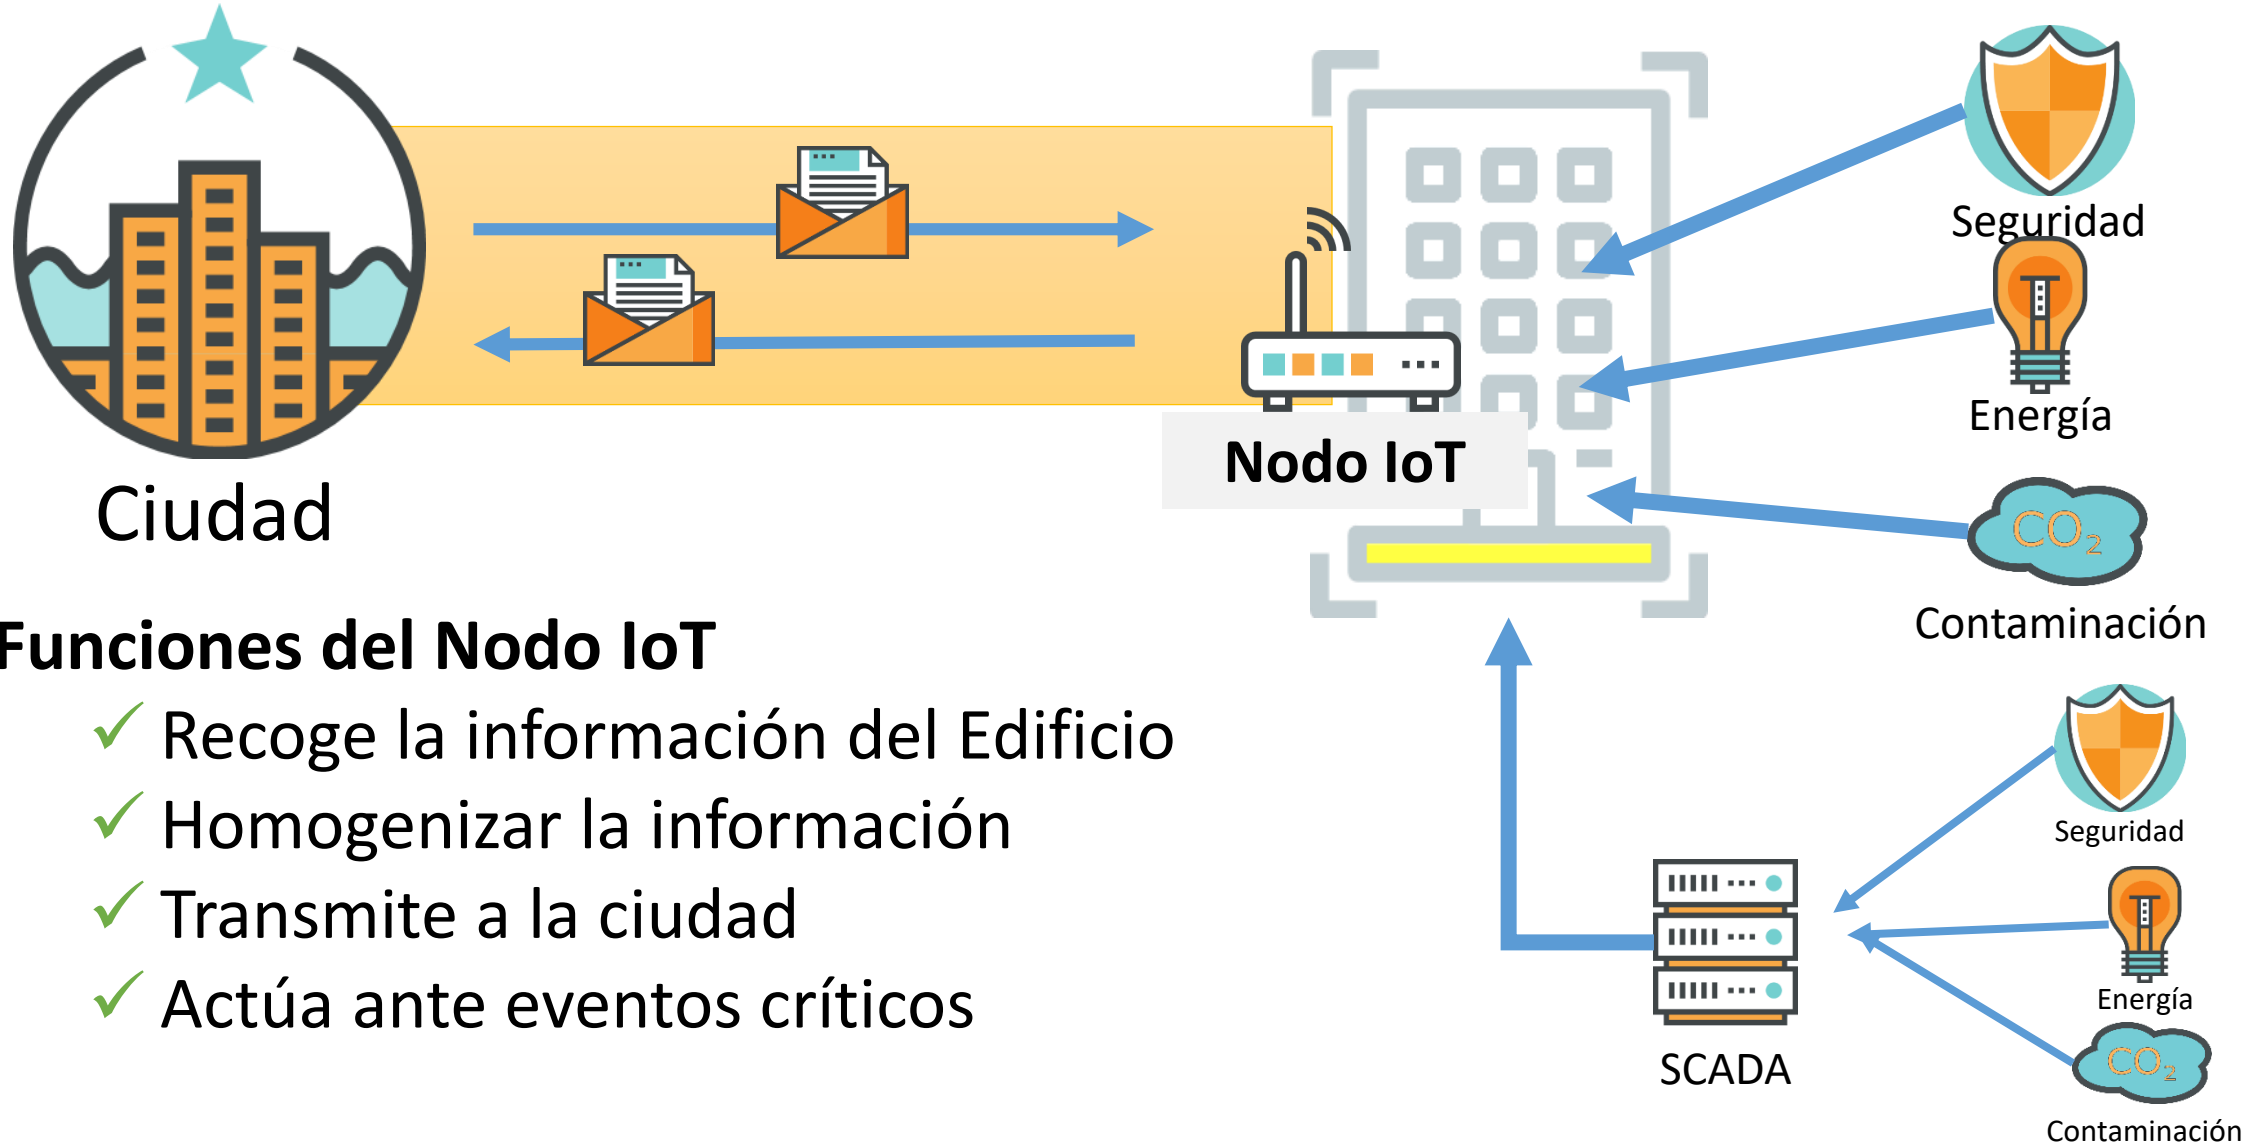 Seguridad
Energía
Nodo IoT
Ciudad
CO2
Contaminación
Funciones del Nodo IoT
Recoge la información del Edificio
Homogenizar la información
Transmite a la ciudad
Actúa ante eventos críticos
Seguridad
Energía
SCADA
CO2
Contaminación